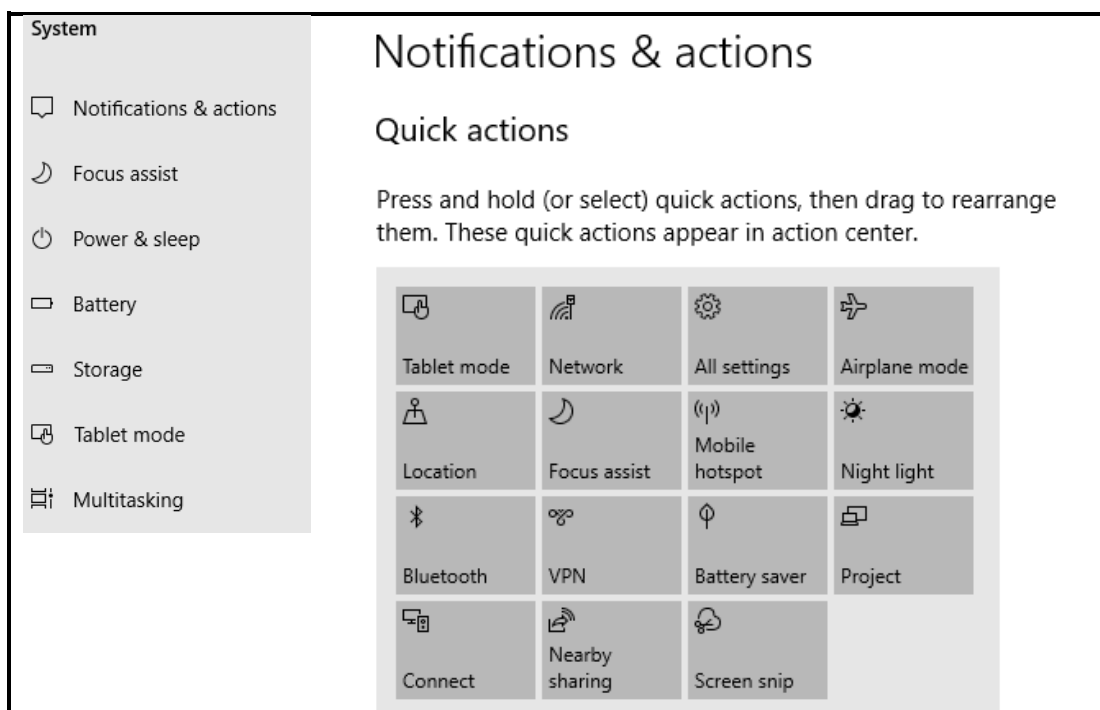 System
Notifications & actions
Focus assist
Power & sleep
Battery
Storage
Tablet mode
Multitasking
Notifications & actions
Quick actions
Press and hold (or select) quick actions, then drag to rearrange
them. These quick actions appear in action center.
Tablet mode
Network
All settings
Airplane mode
Location
Focus assist
Mobile
hotspot
Night light
Bluetooth
VPN
Battery saver
Project
Connect
Nearby
sharing
Screen snip